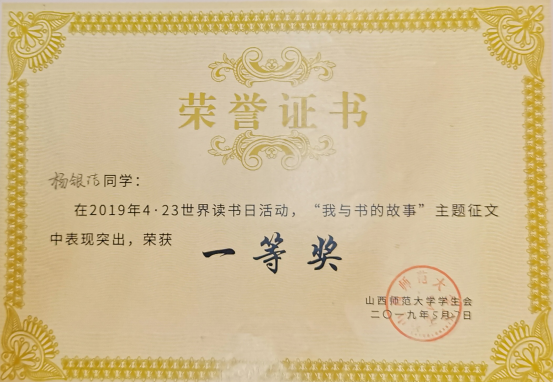 荣誉证书
杨银洁同学：
在2019年4·23世界读书日活动，“我与书的故事”主题征文
中表现突出，荣获
一等奖
山西师范大学学生会
二〇一九年5月 日